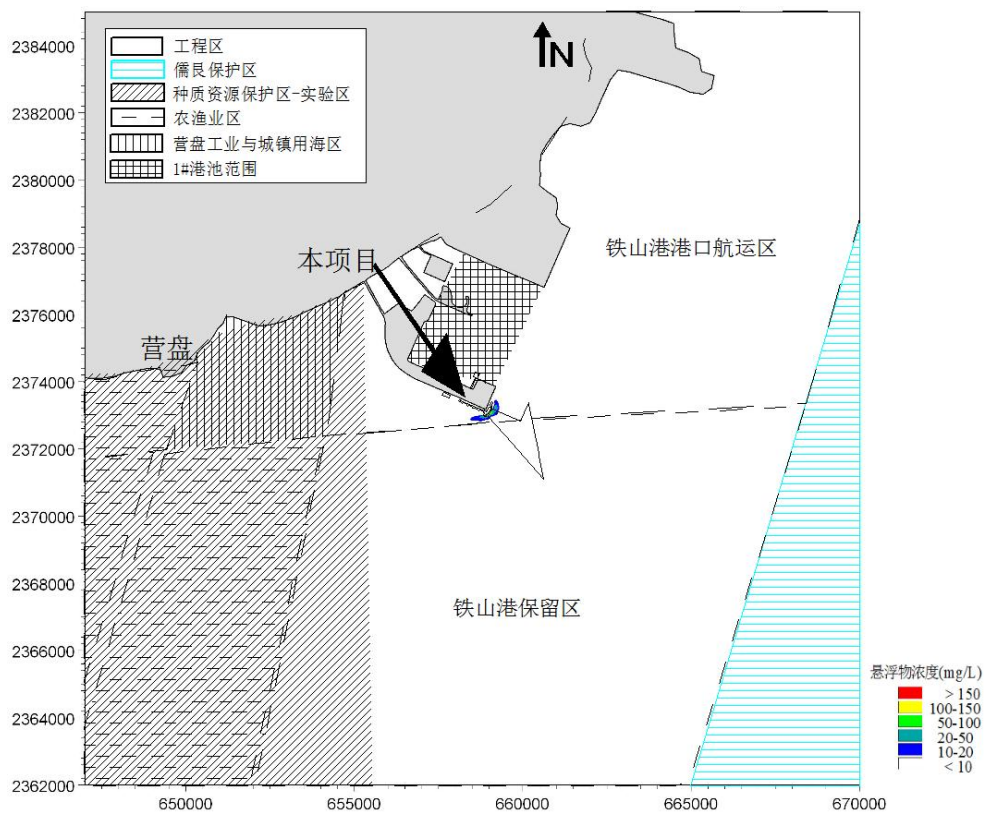 工程区
儒艮保护区
种质资源保护区-实验区
农渔业区
营盘工业与城镇用海区
1#港池范围
N
2384000
2382000
2380000
2378000
2376000
2374000
2372000
2370000
2368000
2366000
2364000
2362000
本项目
铁山港港口航运区
营盘
铁山港保留区
悬浮物浓度(mg/L)
> 150
100-150
50-100
20-50
10-20
< 10
650000 655000 660000 665000 670000